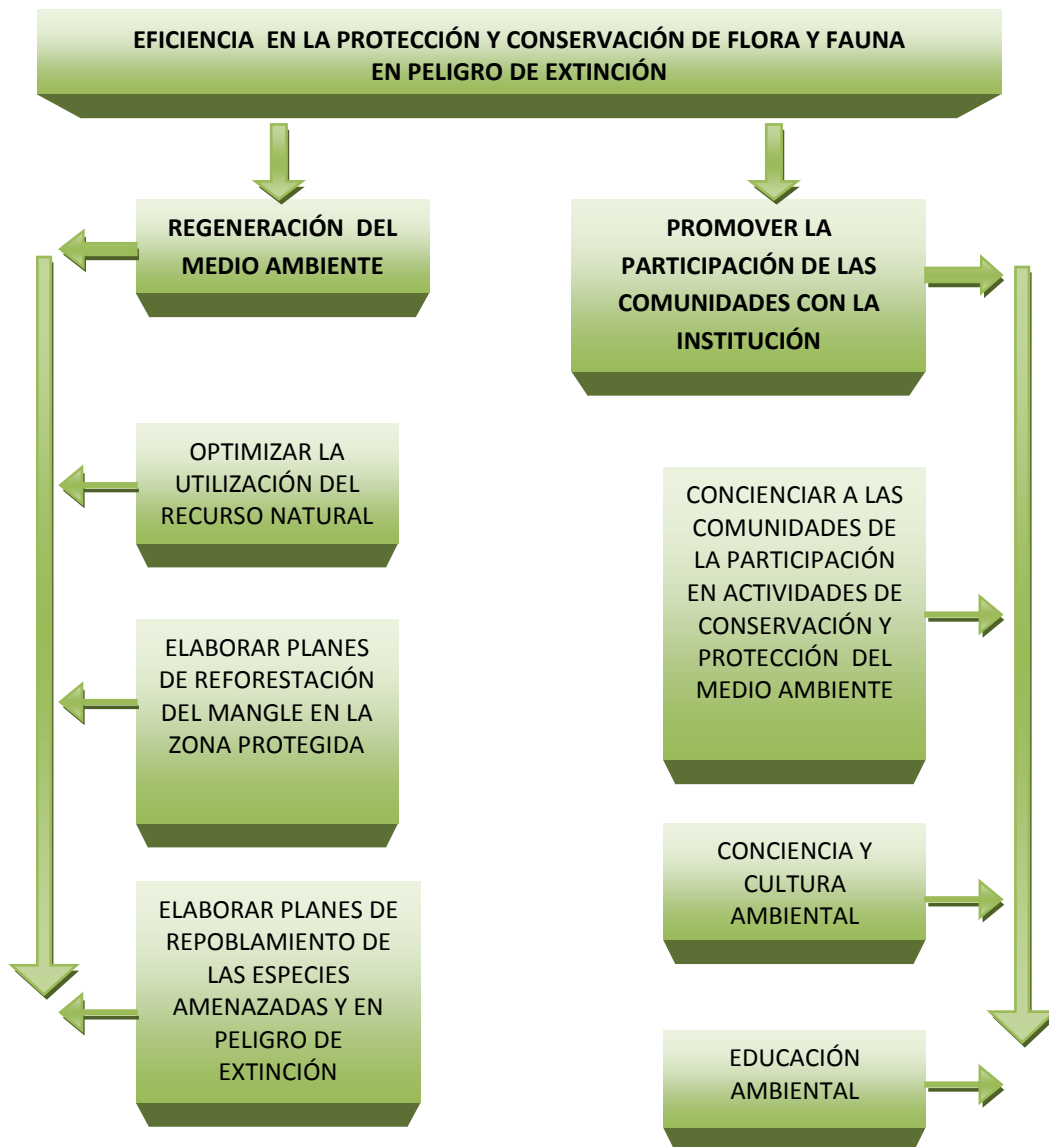 EFICIENCIA EN LA PROTECCIÓN Y CONSERVACIÓN DE FLORA Y FAUNA
EN PELIGRO DE EXTINCIÓN
REGENERACIÓN DEL
MEDIO AMBIENTE
PROMOVER LA
PARTICIPACIÓN DE LAS
COMUNIDADES CON LA
INSTITUCIÓN
OPTIMIZAR LA
UTILIZACIÓN DEL
RECURSO NATURAL
ELABORAR PLANES
DE REFORESTACIÓN
DEL MANGLE EN LA
ZONA PROTEGIDA
ELABORAR PLANES DE
REPOBLAMIENTO DE
LAS ESPECIES
AMENAZADAS Y EN
PELIGRO DE
EXTINCIÓN
CONCIENCIAR A LAS
COMUNIDADES DE
LA PARTICIPACIÓN
EN ACTIVIDADES DE
CONSERVACIÓN Y
PROTECCIÓN DEL
MEDIO AMBIENTE
CONCIENCIA Y
CULTURA
AMBIENTAL
EDUCACIÓN
AMBIENTAL